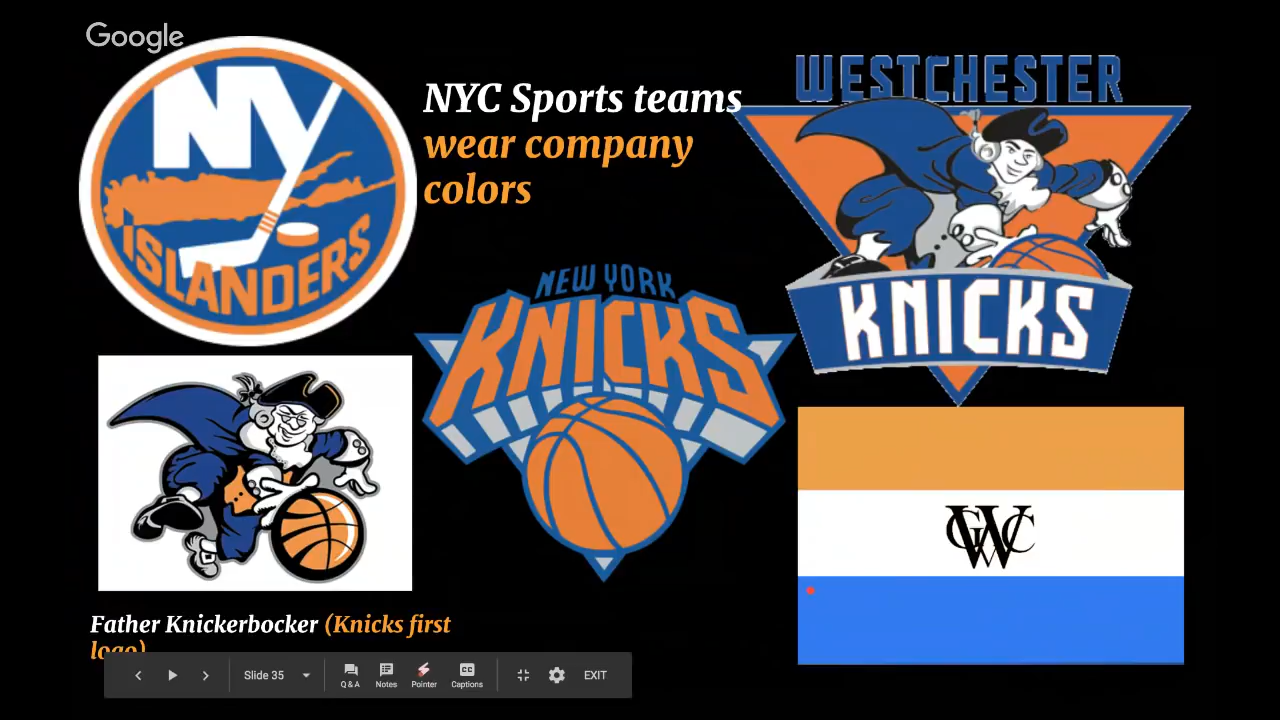 Google
NY
ISLANDERS
NYC Sports teams
wear company
colors
WESTCHESTER
KNICKS
NEW YORK
KNICKS
GWC
Father Knickerbocker (Knicks first
logo)
Slide 35
Q & A
Notes
Pointer
Captions
EXIT